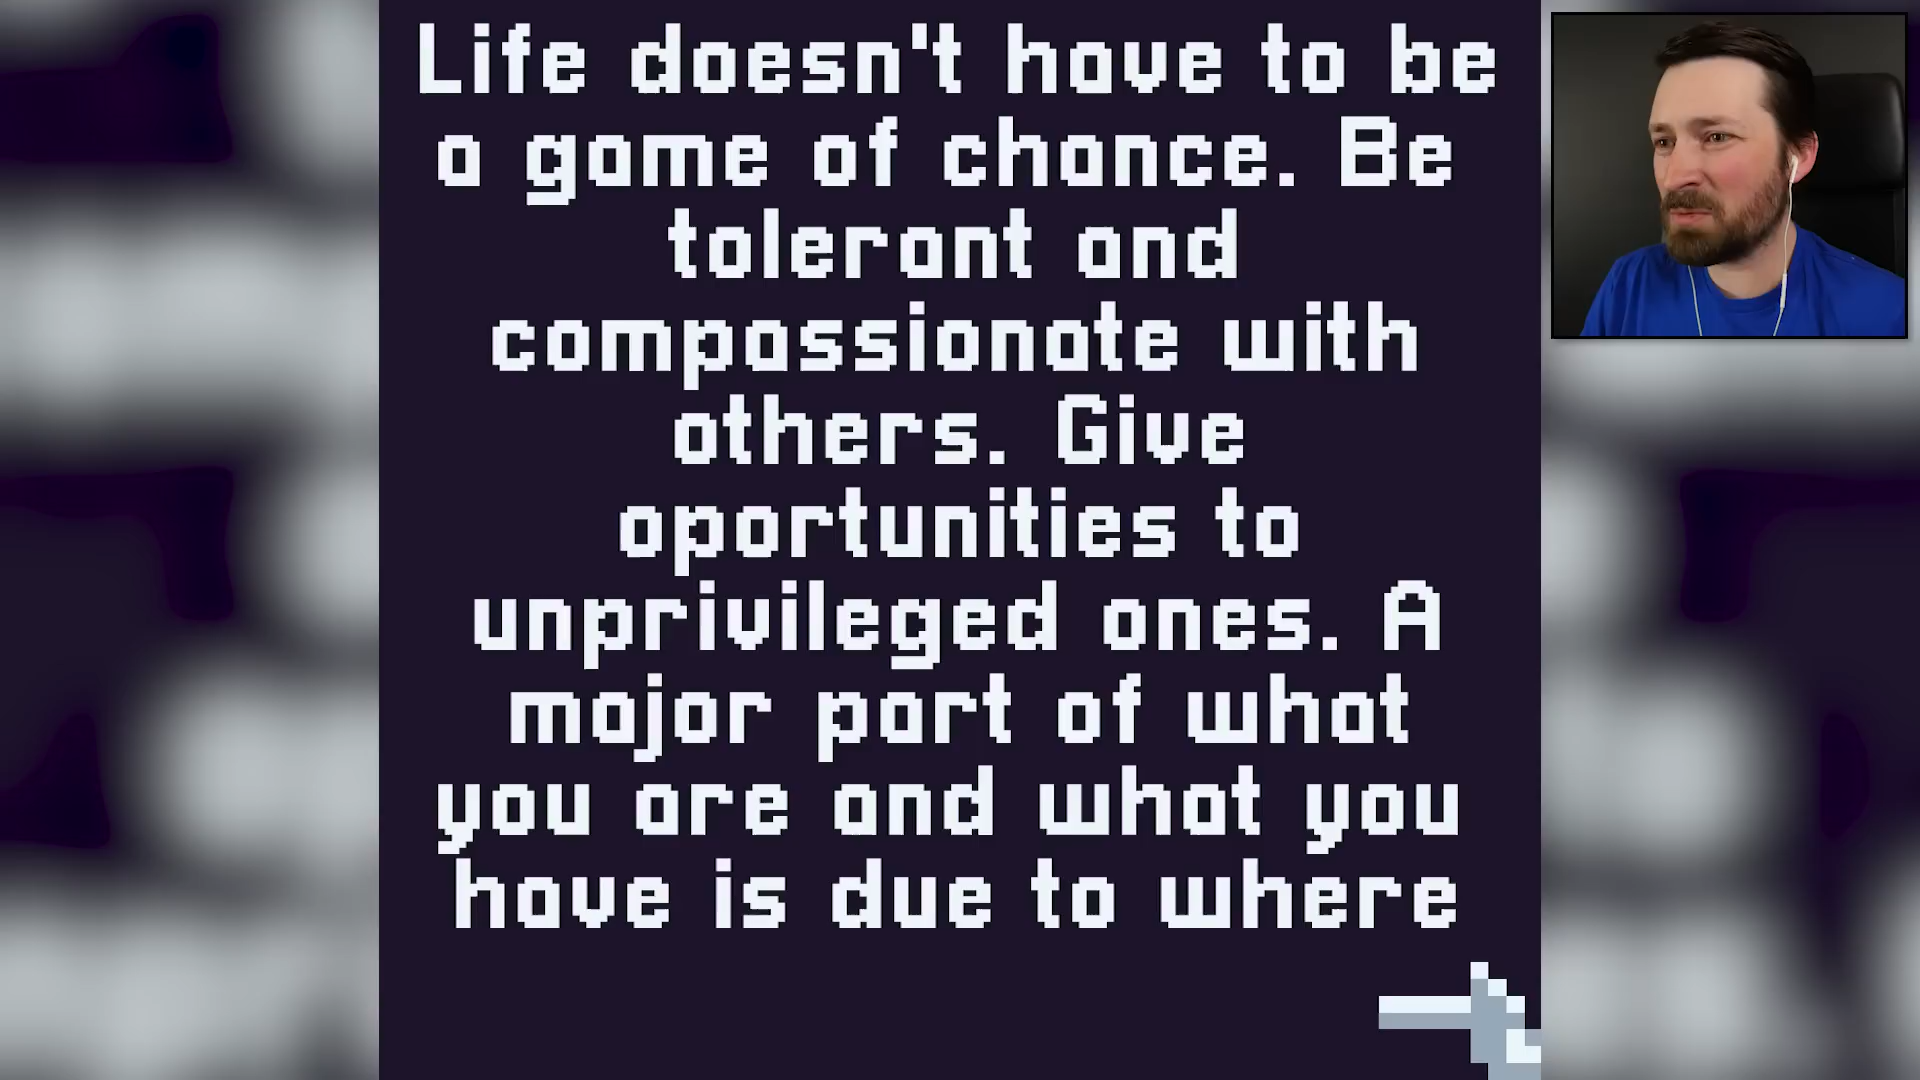 Life doesn't have to be
a game of chance. Be
tolerant and
compassionate with
others. Give
oportunities to
unprivileged ones. A
major part of what
you are and what you
have is due to where